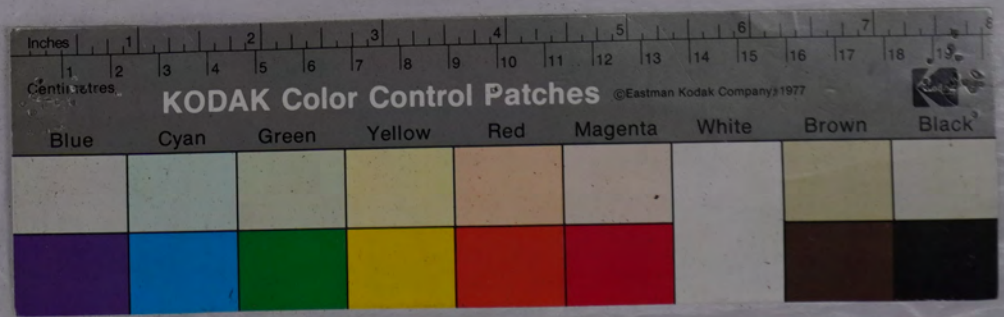 Inches 1 2 3 4 5 6 7 8
1 2 3 4 5 6 7 8 9 10 11 12 13 14 15 16 17 18 19
Centimetres
KODAK Color Control Patches ©Eastman Kodak Company, 1977
Blue Cyan Green Yellow Red Magenta White Brown Black